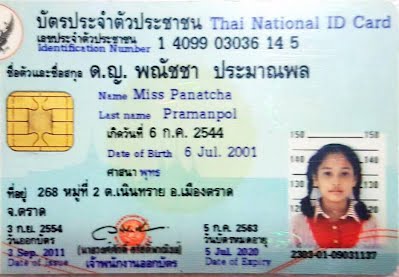 บัตรประจำตัวประชาชน Thai National ID Card
เลขประจำตัวประชาชน
Identification Number 1 4099 03036 14 5
ชื่อตัวและชื่อสกุล ด.ญ. พณัชชา ประมาณพล
Name Miss Panatcha
Last name Pramanpol
เกิดวันที่ 6 ก.ค. 2544
Date of Birth 6 Jul. 2001
ศาสนา พุทธ
ที่อยู่ 268 หมู่ที่ 2 ต.เนินทราย อ.เมืองตราด
จ.ตราด
3 ก.ย. 2554
วันออกบัตร
3 Sep. 2011
Date of Issue
เจ้าพนักงานออกบัตร
5 ก.ค. 2563
วันบัตรหมดอายุ
5 Jul. 2020
Date of Expiry
150 150
140 140
130
120
2303-01-09031137